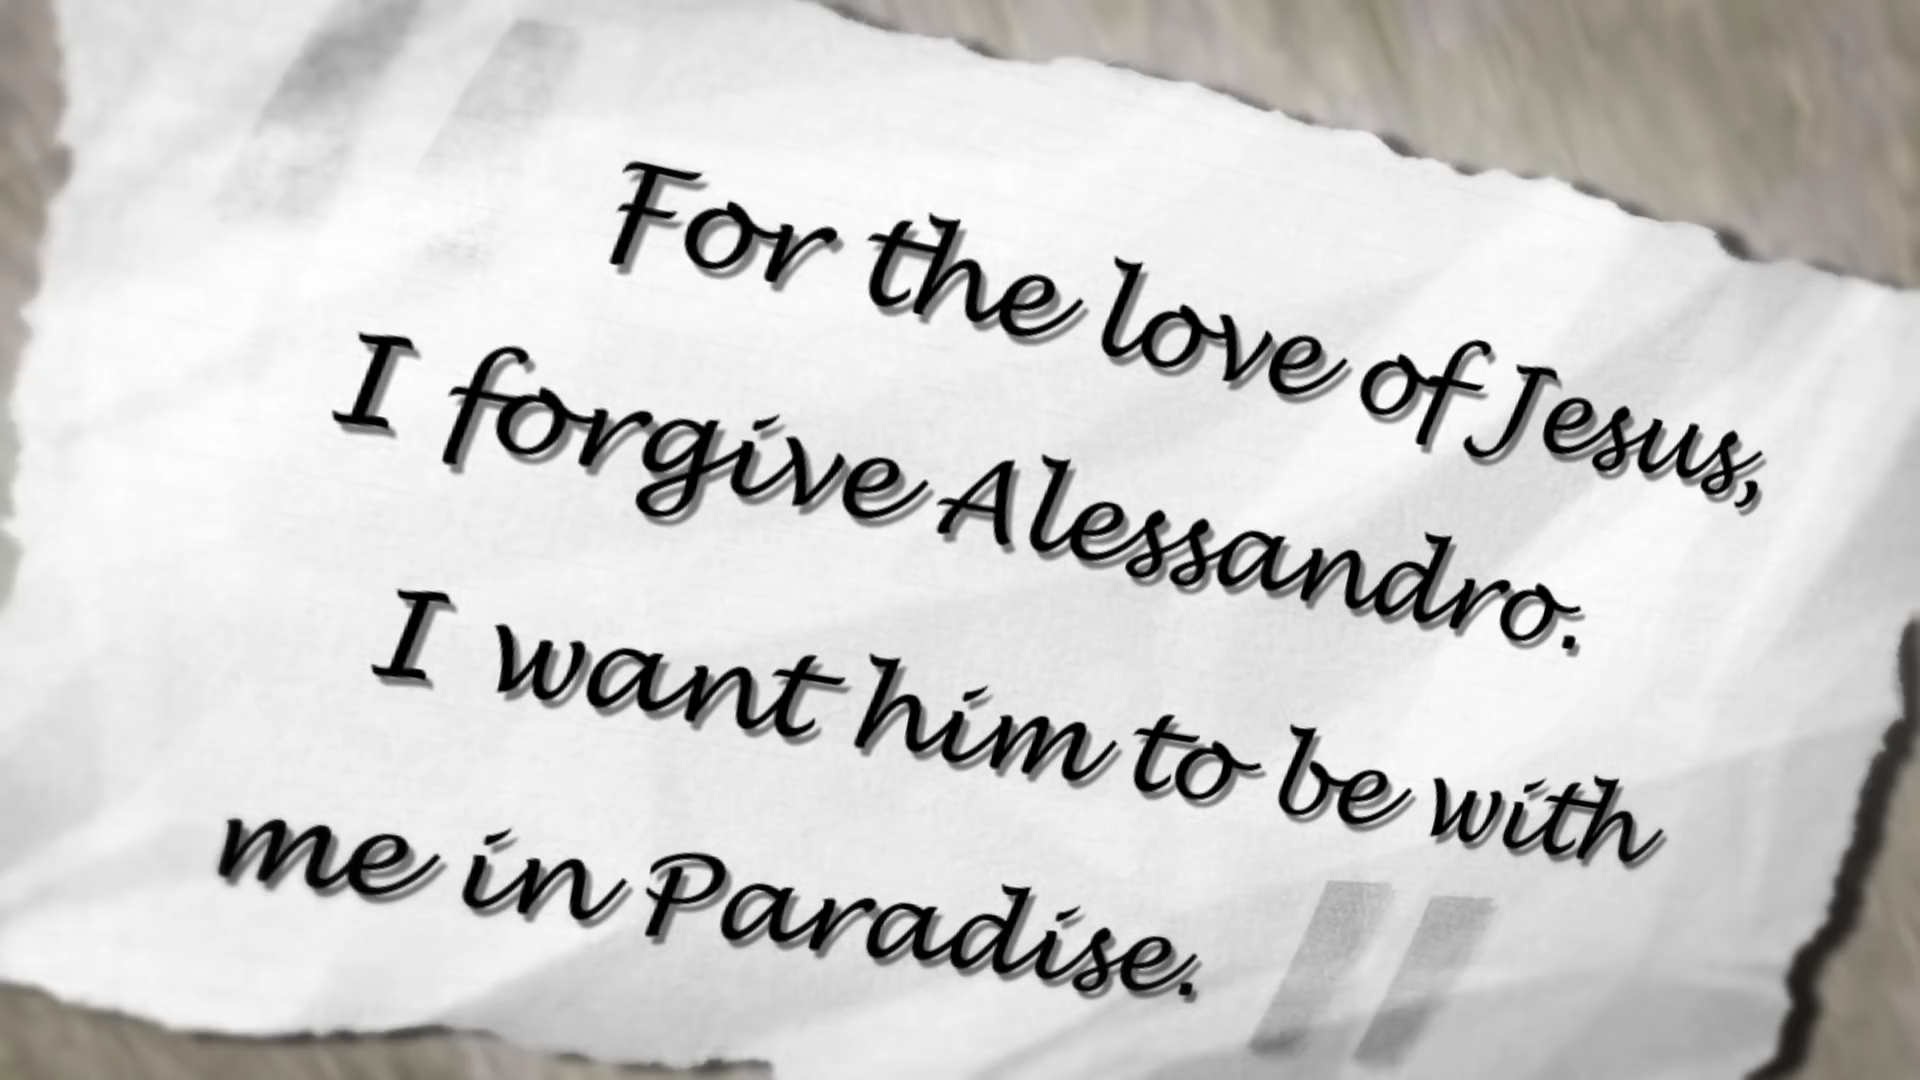 For the love of Jesus,
I forgive Alessandro.
I want him to be with
me in Paradise.